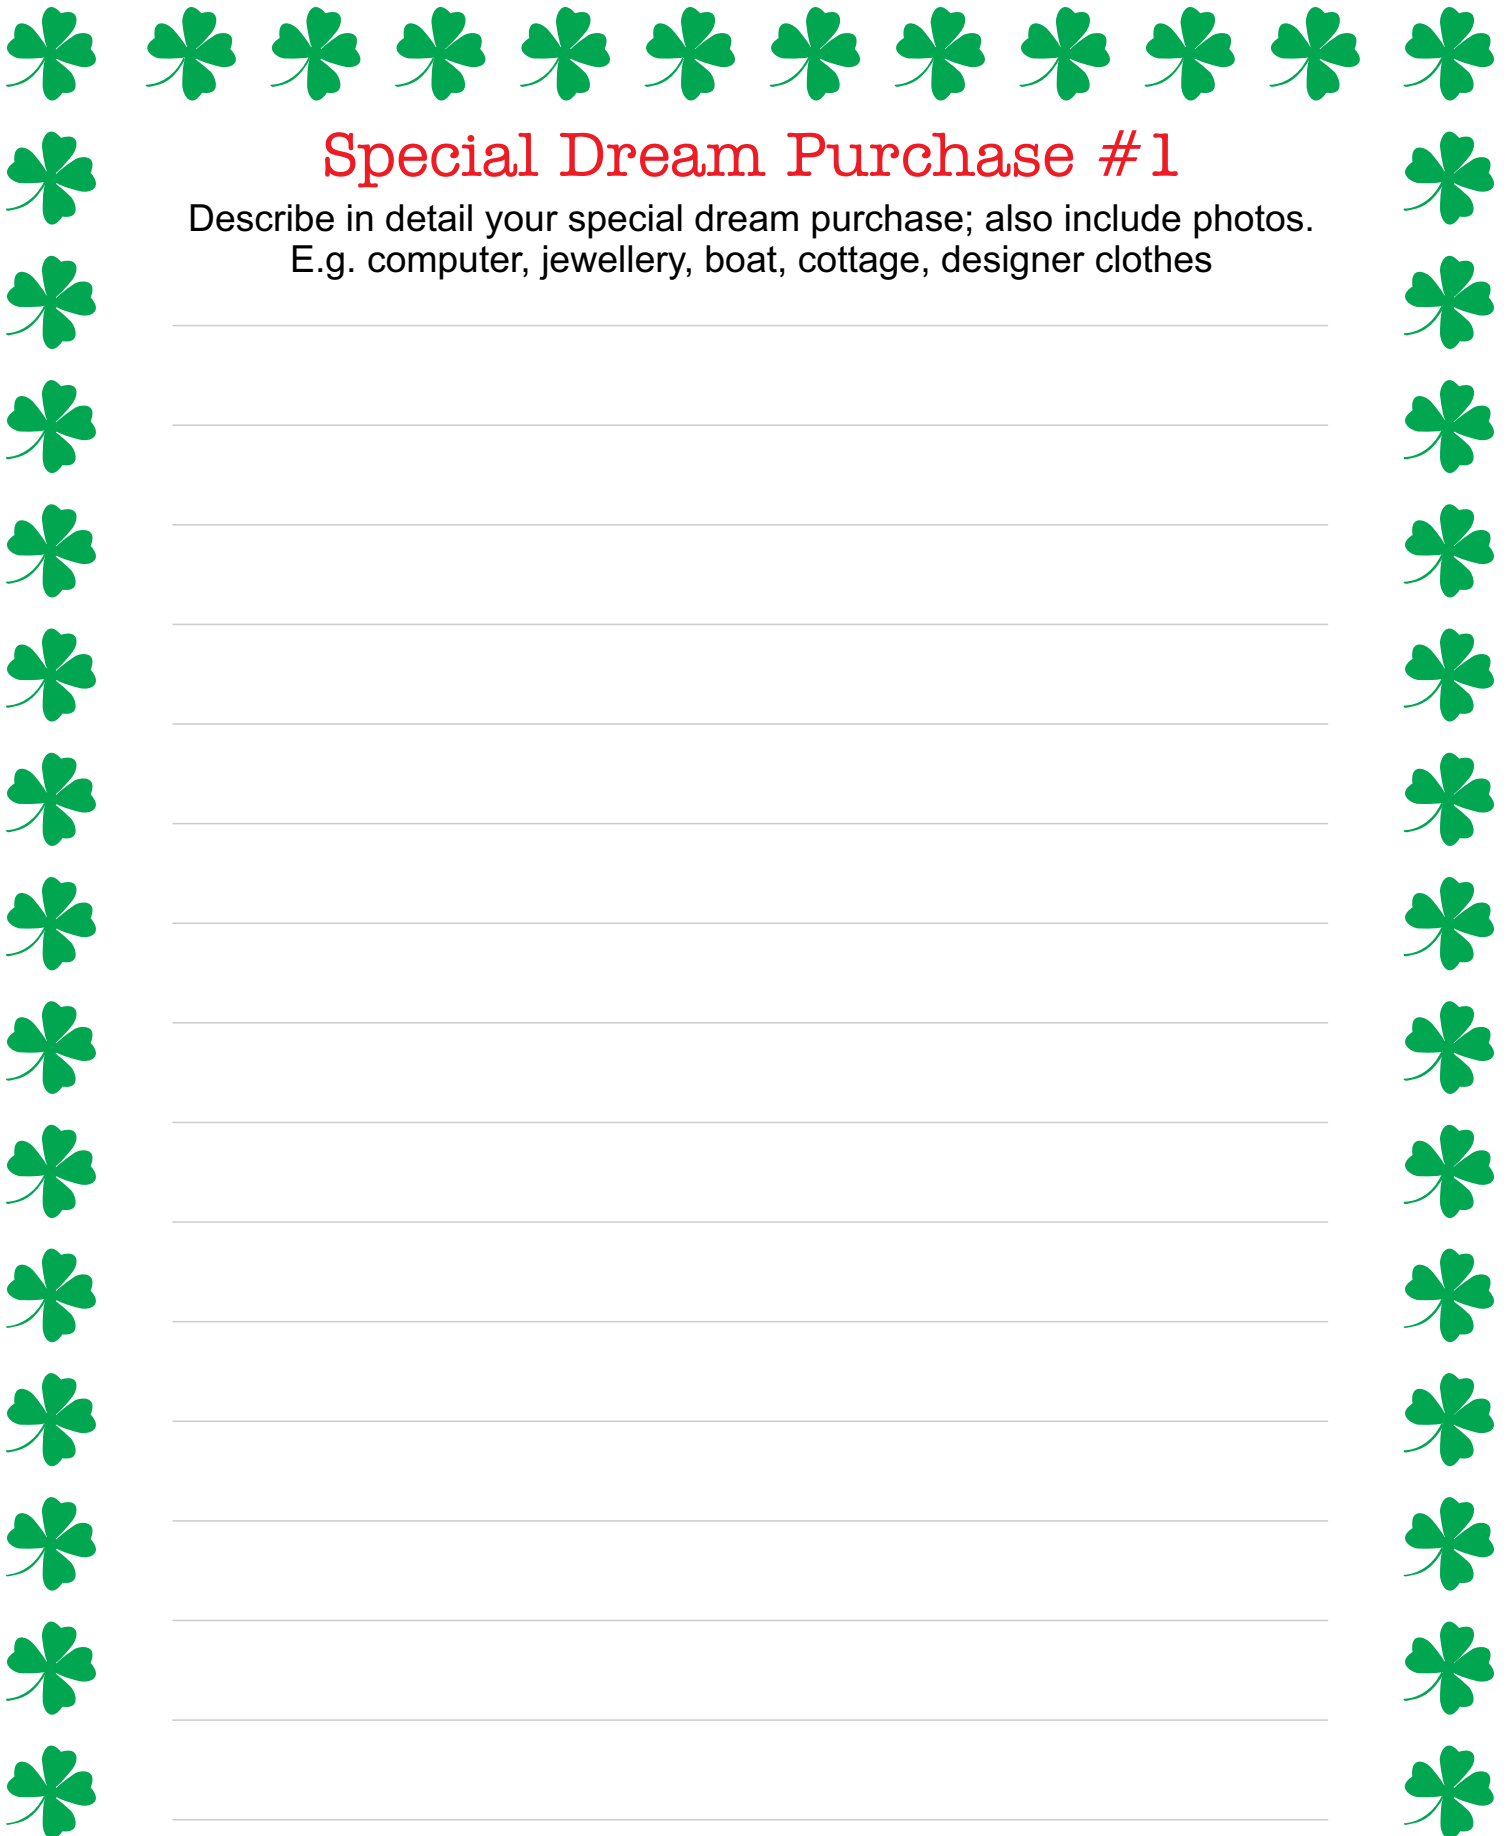 Special Dream Purchase #1
Describe in detail your special dream purchase; also include photos.
E.g. computer, jewellery, boat, cottage, designer clothes